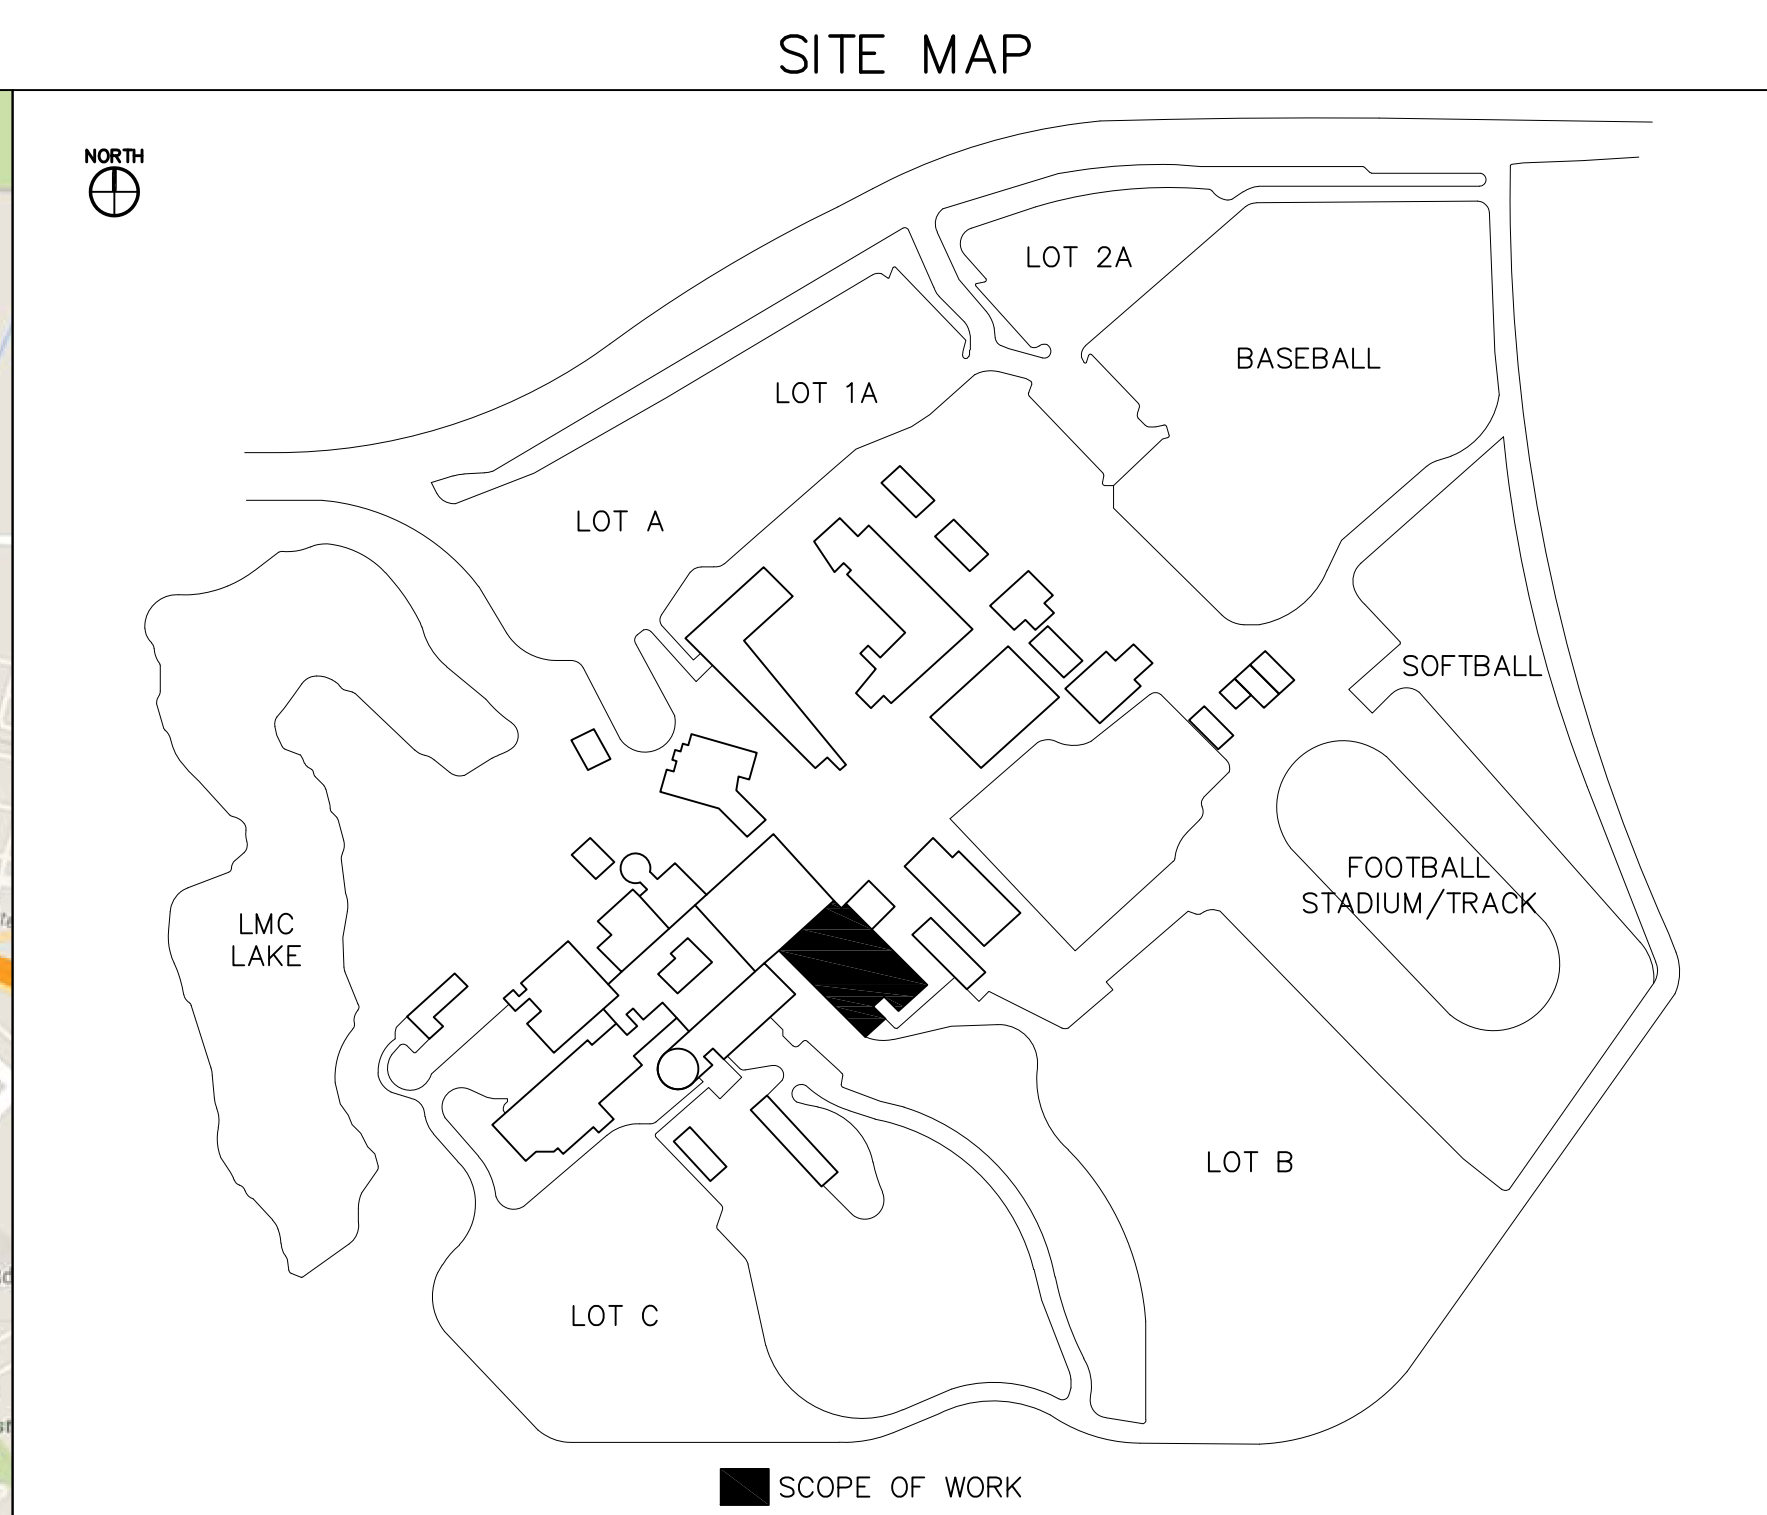 SITE MAP
NORTH
LOT 2A
BASEBALL
LOT 1A
LOT A
SOFTBALL
FOOTBALL
STADIUM/TRACK
LMC
LAKE
LOT B
LOT C
SCOPE OF WORK